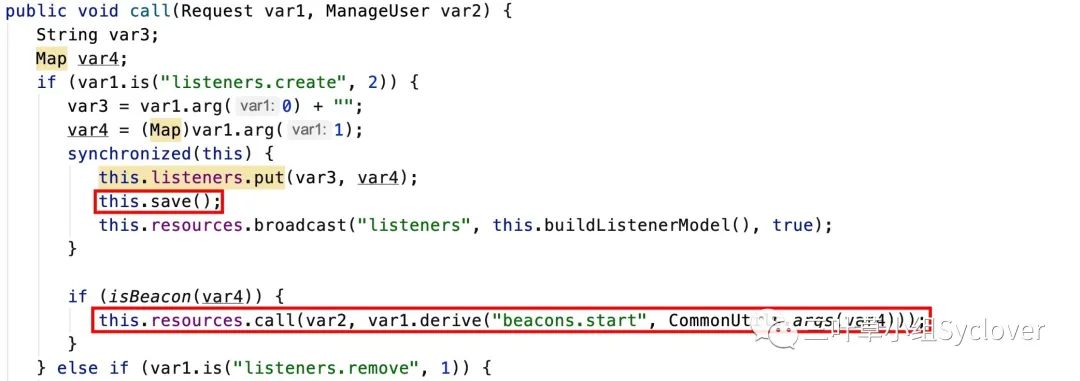 public void call(Request var1, ManageUser var2) {
String var3;
Map var4;
if (var1.is("listeners.create", 2)) {
var3 = var1.arg( var1: 0) + "";
var4 = (Map)var1.arg( var1: 1);
synchronized(this) {
this.listeners.put(var3, var4);
this.save();
this.resources.broadcast("listeners", this.buildListenerModel(), true);
}
if (isBeacon(var4)) {
this.resources.call(var2, var1.derive("beacons.start", CommonUtils.args(var4)));
}
} else if (var1.is("listeners.remove", 1)) {
三叶草小组Syclover